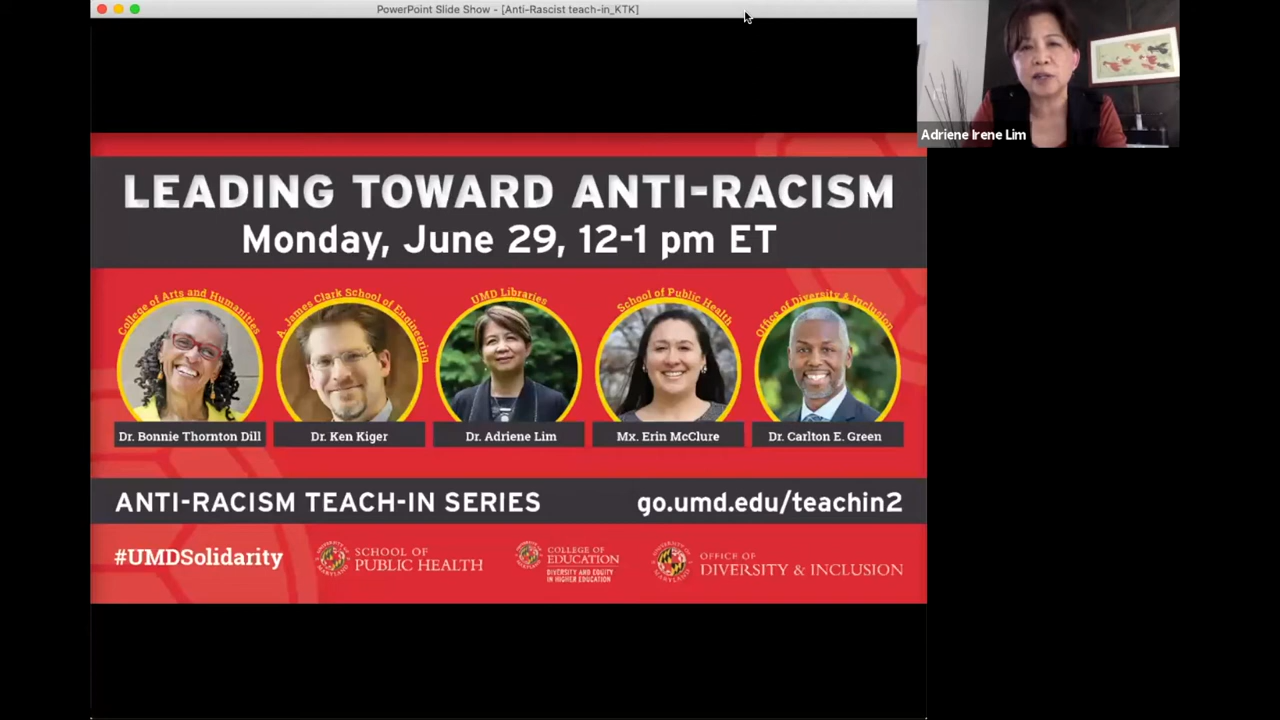 PowerPoint Slide Show - [Anti-Rascist teach-in_KTK]
Adriene Irene Lim
LEADING TOWARD ANTI-RACISM
Monday, June 29, 12-1 pm ET
College of Arts and Humanities
A. James Clark School of Engineering
UMD Libraries
School of Public Health
Office of Diversity & Inclusion
Dr. Bonnie Thornton Dill
Dr. Ken Kiger
Dr. Adriene Lim
Mx. Erin McClure
Dr. Carlton E. Green
ANTI-RACISM TEACH-IN SERIES
go.umd.edu/teachin2
#UMDSolidarity
SCHOOL OF
PUBLIC HEALTH
COLLEGE OF
EDUCATION
DIVERSITY AND EQUITY
IN HIGHER EDUCATION
OFFICE OF
DIVERSITY & INCLUSION